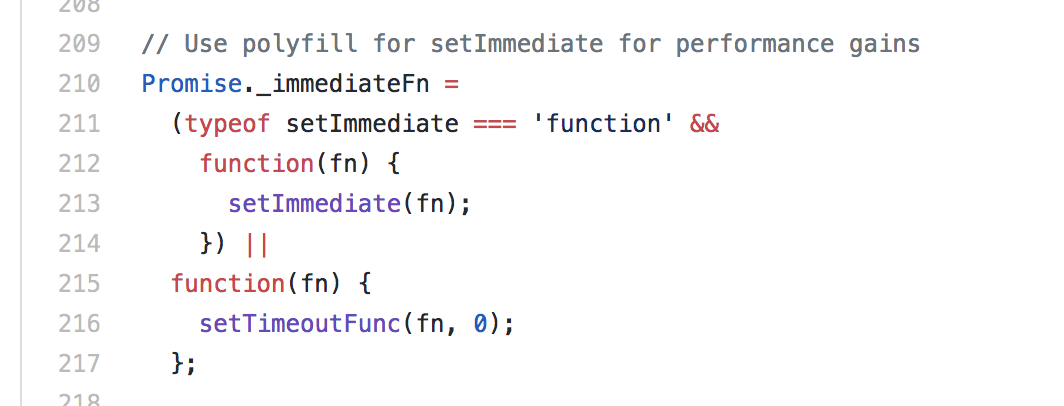 208
209 // Use polyfill for setImmediate for performance gains
210 Promise._immediateFn =
211 (typeof setImmediate === 'function' &&
212 function(fn) {
213 setImmediate(fn);
214 }) ||
215 function(fn) {
216 setTimeoutFunc(fn, 0);
217 };
218